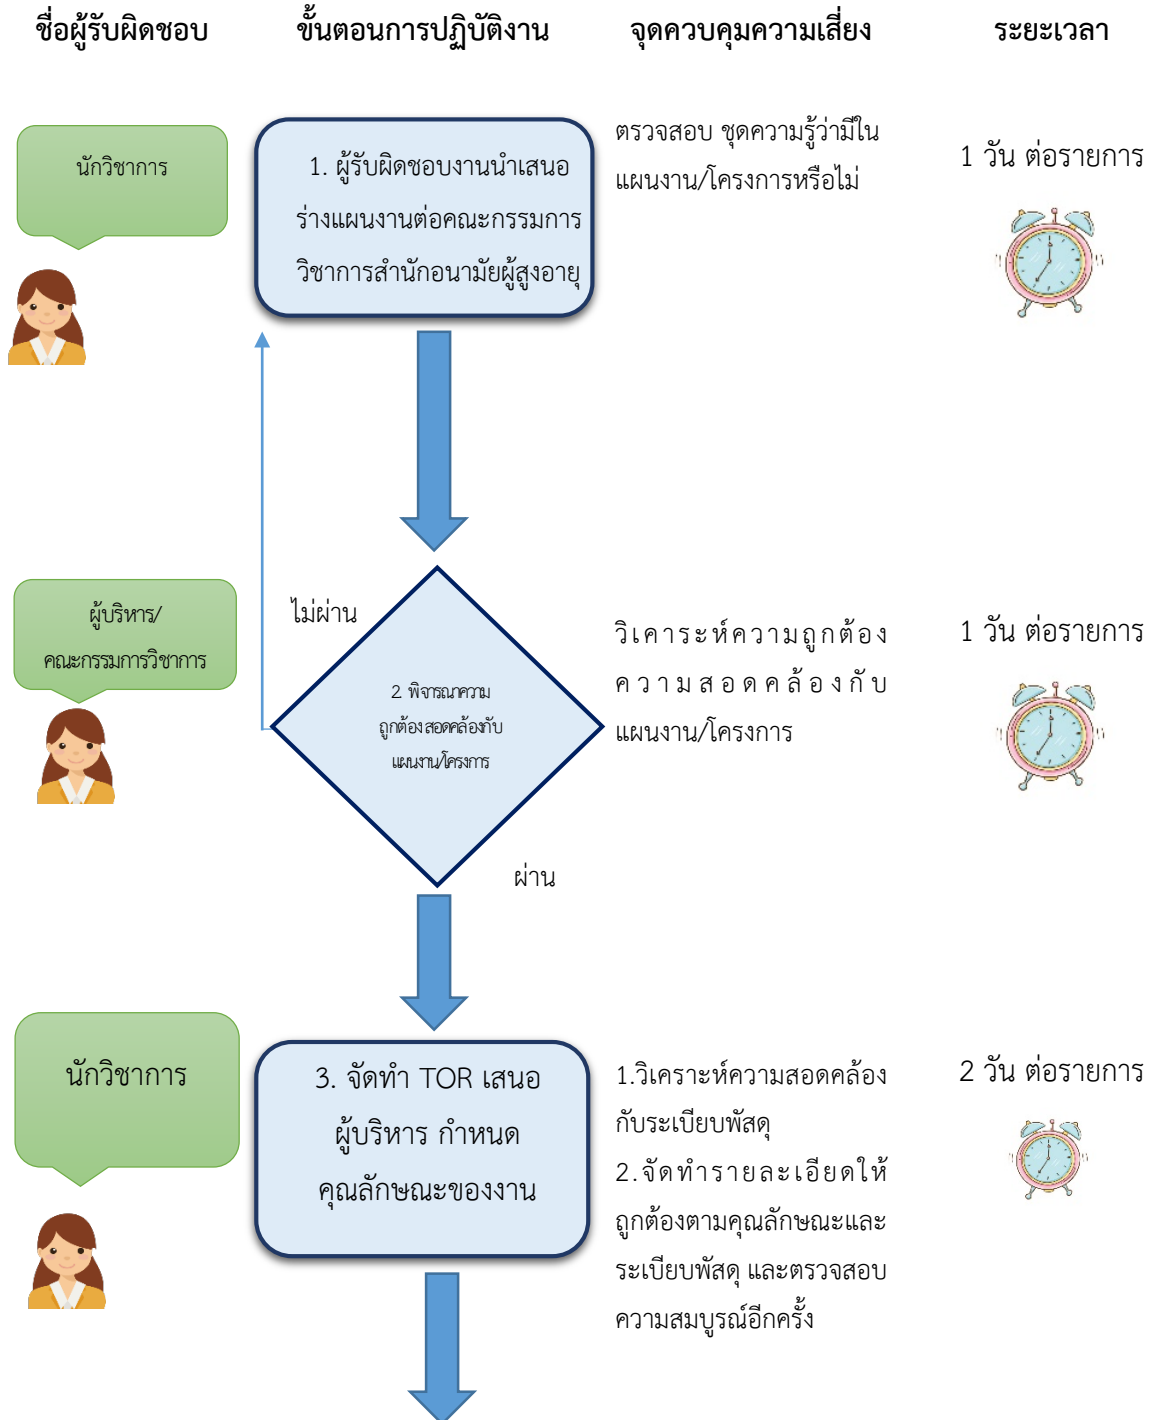 ชื่อผู้รับผิดชอบ ขั้นตอนการปฏิบัติงาน จุดควบคุมความเสี่ยง ระยะเวลา
นักวิชาการ
1. ผู้รับผิดชอบงานนำเสนอ
ร่างแผนงานต่อคณะกรรมการ
วิชาการสำนักอนามัยผู้สูงอายุ
ตรวจสอบ ชุดความรู้ว่ามีใน
แผนงาน/โครงการหรือไม่
1 วัน ต่อรายการ
ผู้บริหาร/
คณะกรรมการวิชาการ
ไม่ผ่าน
2. พิจารณาความ
ถูกต้อง สอดคล้องกับ
แผนงาน/โครงการ
ผ่าน
วิเคาระห์ความถูกต้อง
ความสอดคล้องกับ
แผนงาน/โครงการ
1 วัน ต่อรายการ
นักวิชาการ
3. จัดทำ TOR เสนอ
ผู้บริหาร กำหนด
คุณลักษณะของงาน
1.วิเคราะห์ความสอดคล้อง
กับระเบียบพัสดุ
2.จัดทำรายละเอียดให้
ถูกต้องตามคุณลักษณะและ
ระเบียบพัสดุ และตรวจสอบ
ความสมบูรณ์อีกครั้ง
2 วัน ต่อรายการ